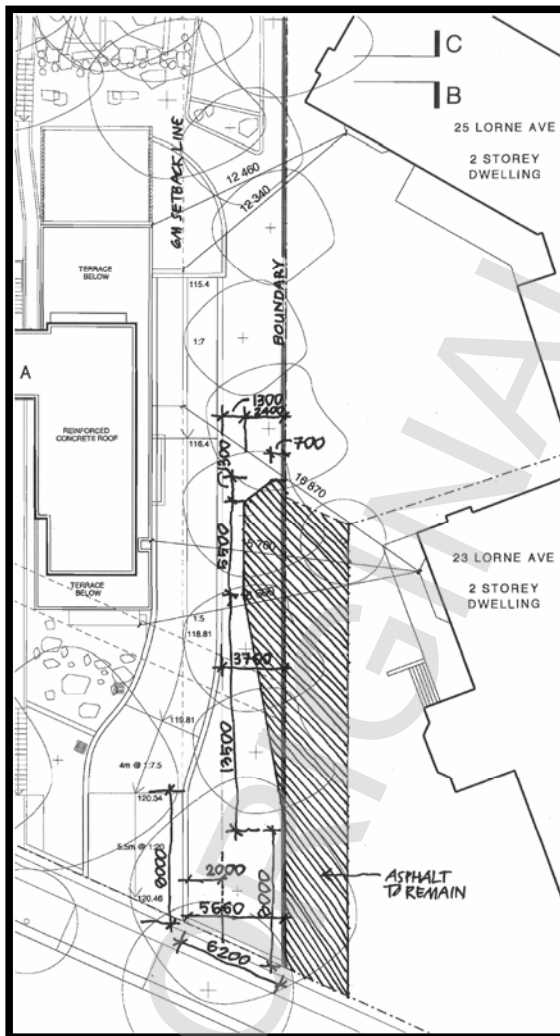 C
B
25 LORNE AVE
2 STOREY
DWELLING
6M SETBACK LINE
12 460
12 340
TERRACE
BELOW
115.4
BOUNDARY
1:7
A
1300
2400
REINFORCED
CONCRETE ROOF
116.4
1300
700
16 870
5500
23 LORNE AVE
2 STOREY
DWELLING
TERRACE
BELOW
1:5
118.81
3760
119.81
13500
4m @ 1:7.5
120.34
5.5m @ 1:20
6000
2000
120.46
5660
6200
ASPHALT
TO REMAIN
ORIGINAL